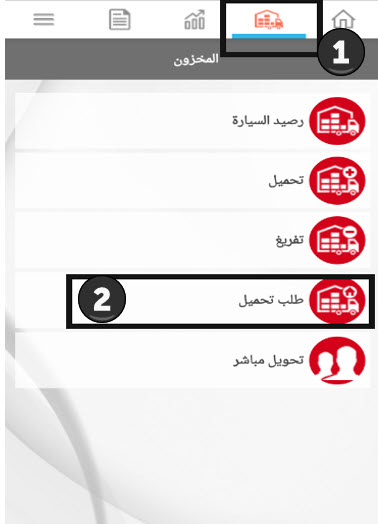 1
المخزون
رصيد السيارة
تحميل
تفريغ
طلب تحميل
2
تحويل مباشر